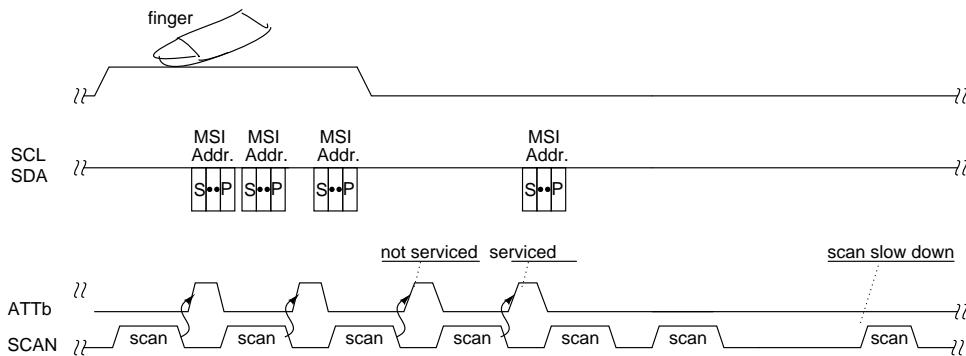 finger
MSI MSI MSI MSI
Addr. Addr. Addr. Addr.
SCL
SDA
S••P S••P S••P S••P
not serviced serviced scan slow down
ATTb
SCAN scan scan scan scan scan scan scan